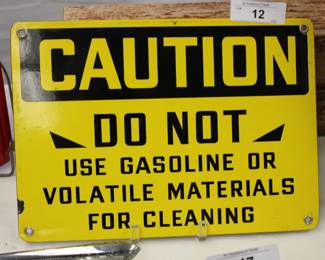 12
CAUTION
DO NOT
USE GASOLINE OR
VOLATILE MATERIALS
FOR CLEANING